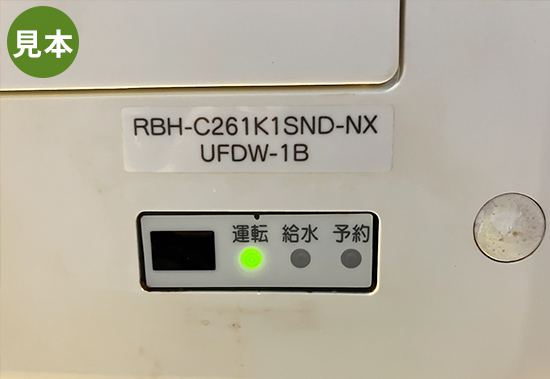 見本
RBH-C261K1SND-NX
UFDW-1B
運転 給水 予約